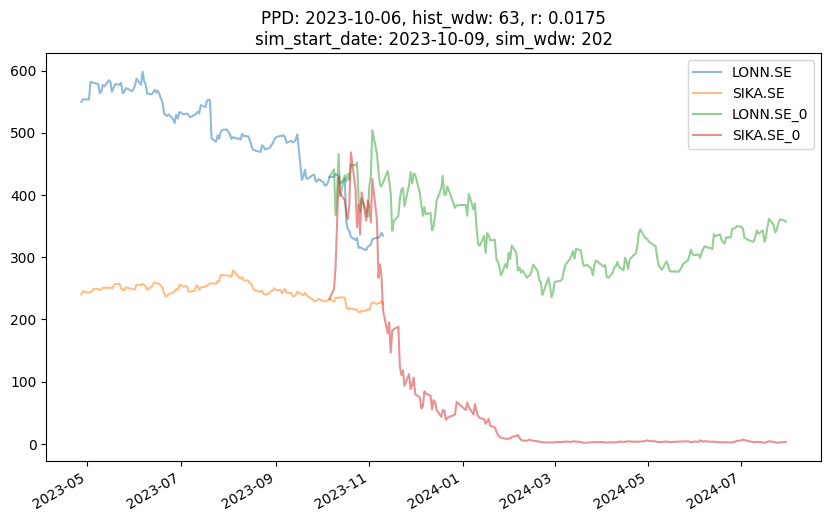 PPD: 2023-10-06, hist_wdw: 63, r: 0.0175
sim_start_date: 2023-10-09, sim_wdw: 202
600
500
400
300
200
100
0
LONN.SE
SIKA.SE
LONN.SE_0
SIKA.SE_0
2023-05
2023-07
2023-09
2023-11
2024-01
2024-03
2024-05
2024-07